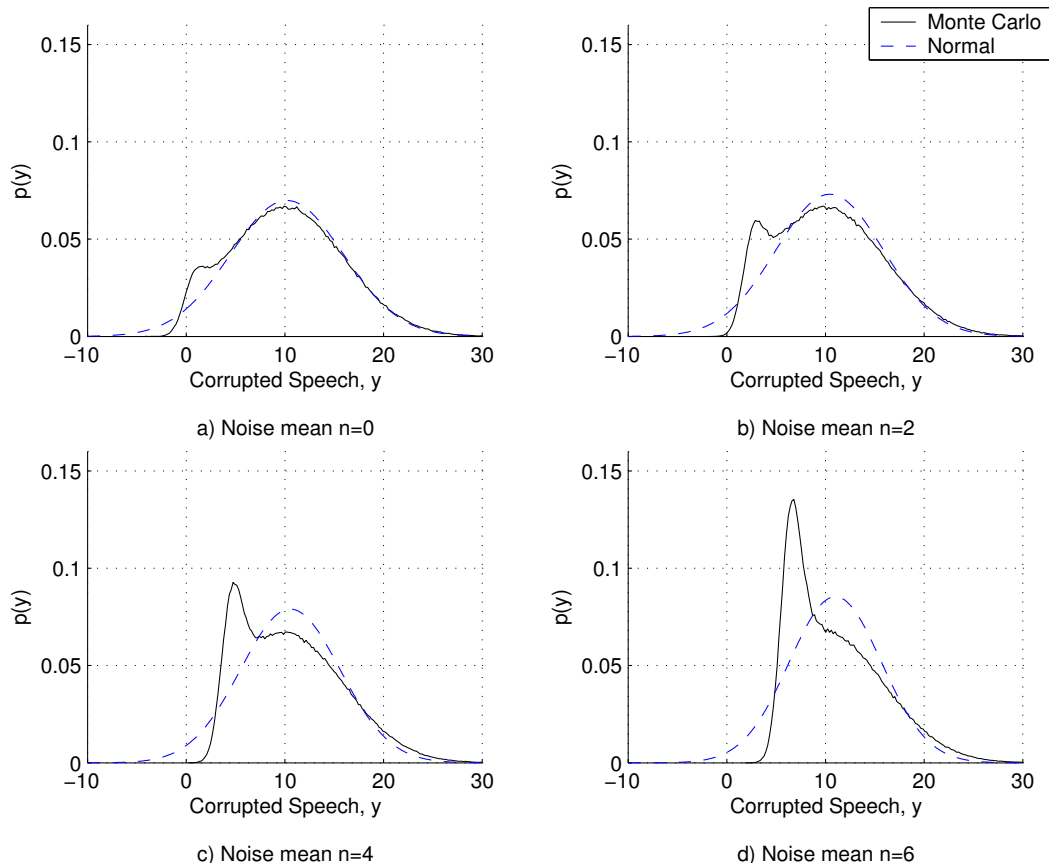 Monte Carlo
Normal
0.15
0.1
0.05
0
p(y)
−10 0 10 20 30
Corrupted Speech, y
a) Noise mean n=0
0.15
0.1
0.05
0
p(y)
−10 0 10 20 30
Corrupted Speech, y
b) Noise mean n=2
0.15
0.1
0.05
0
p(y)
−10 0 10 20 30
Corrupted Speech, y
c) Noise mean n=4
0.15
0.1
0.05
0
p(y)
−10 0 10 20 30
Corrupted Speech, y
d) Noise mean n=6